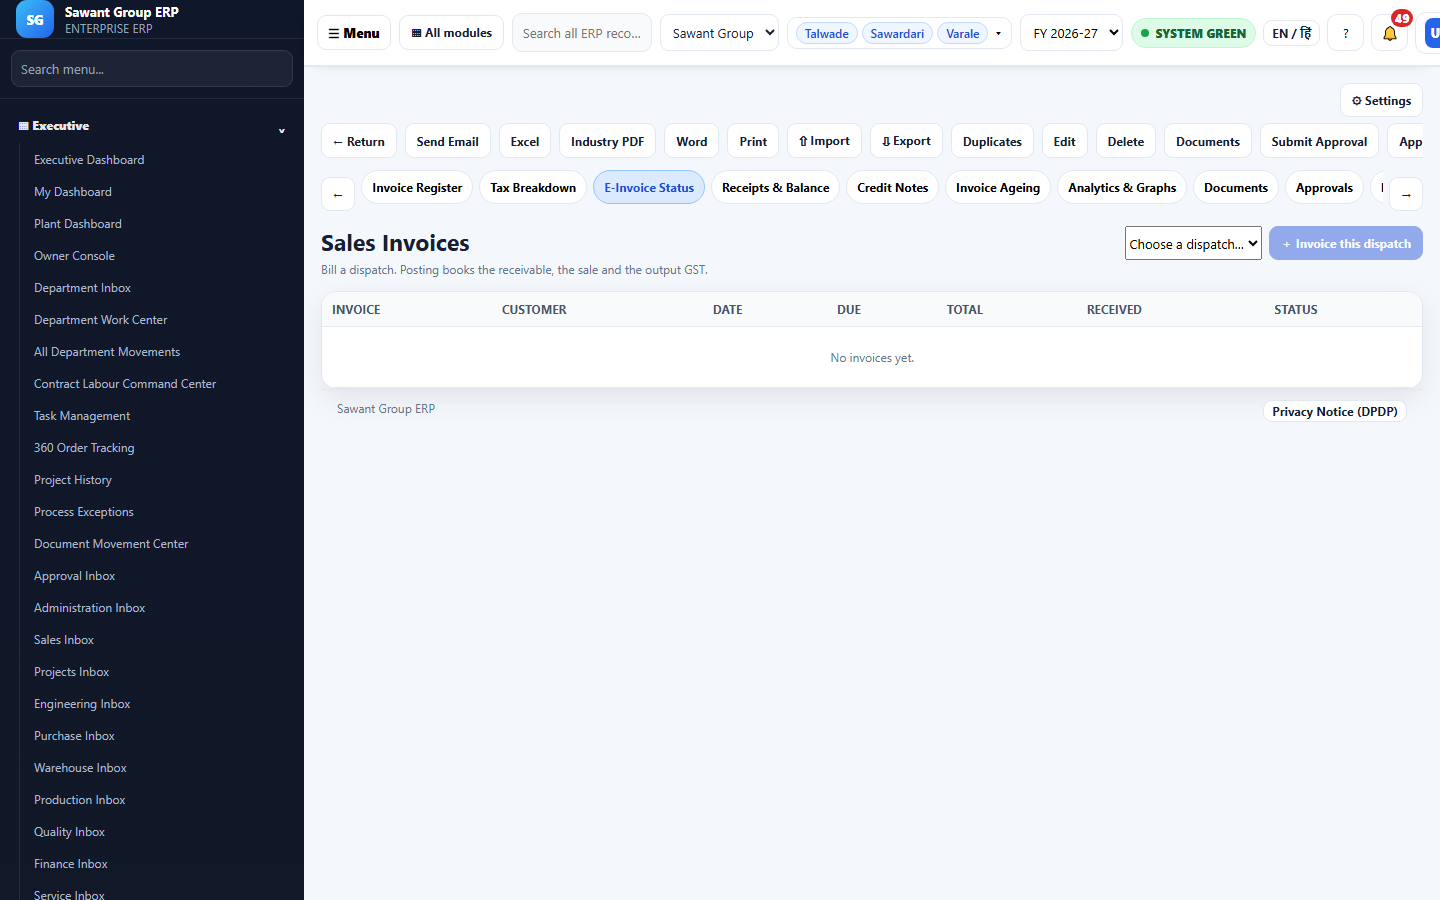 SG
Sawant Group ERP
ENTERPRISE ERP
Search menu...
Executive
Executive Dashboard
My Dashboard
Plant Dashboard
Owner Console
Department Inbox
Department Work Center
All Department Movements
Contract Labour Command Center
Task Management
360 Order Tracking
Project History
Process Exceptions
Document Movement Center
Approval Inbox
Administration Inbox
Sales Inbox
Projects Inbox
Engineering Inbox
Purchase Inbox
Warehouse Inbox
Production Inbox
Quality Inbox
Finance Inbox
Service Inbox
☰ Menu All modules Search all ERP reco... Sawant Group Talwade Sawardari Varale FY 2026-27 SYSTEM GREEN EN / हिं ? 49 U
⚙ Settings
← Return Send Email Excel Industry PDF Word Print ⇧ Import ⇩ Export Duplicates Edit Delete Documents Submit Approval App
← Invoice Register Tax Breakdown E-Invoice Status Receipts & Balance Credit Notes Invoice Ageing Analytics & Graphs Documents Approvals →
Sales Invoices Choose a dispatch... + Invoice this dispatch
Bill a dispatch. Posting books the receivable, the sale and the output GST.
INVOICE CUSTOMER DATE DUE TOTAL RECEIVED STATUS
No invoices yet.
Sawant Group ERP Privacy Notice (DPDP)